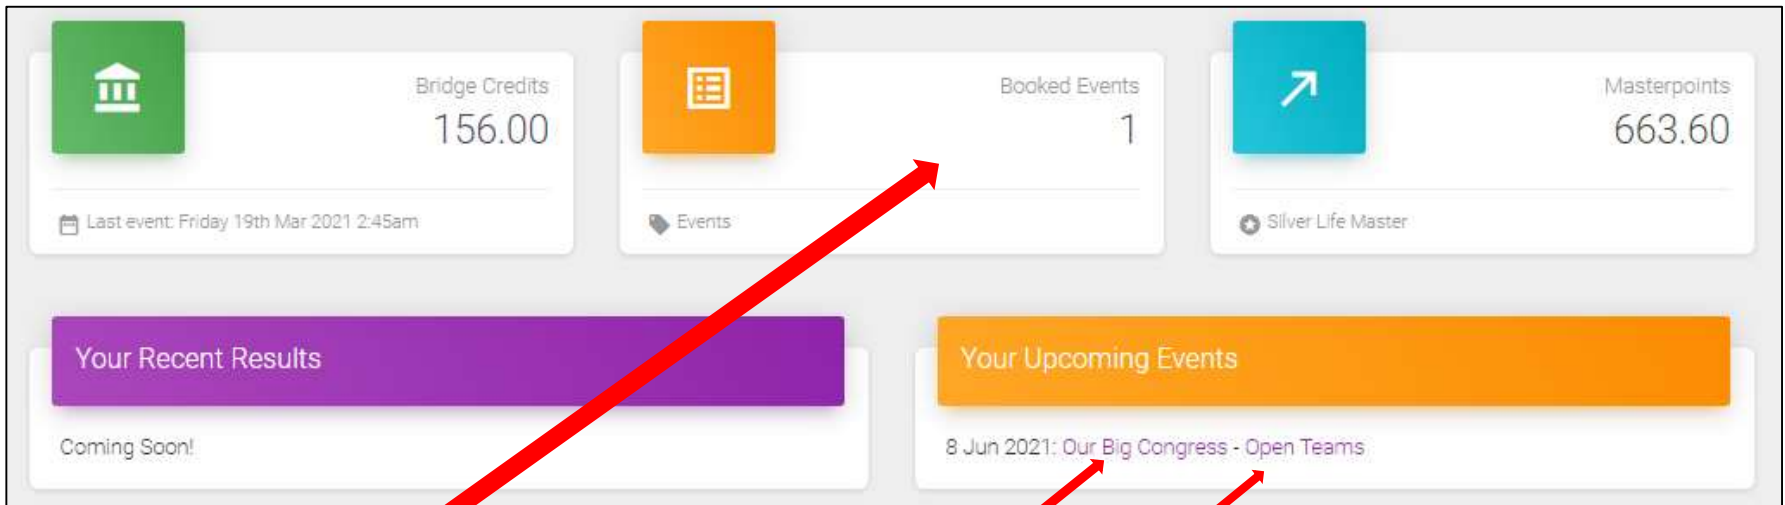 Bridge Credits
156.00
Last event: Friday 19th Mar 2021 2:45am
Booked Events
1
Events
Masterpoints
663.60
Silver Life Master
Your Recent Results
Coming Soon!
Your Upcoming Events
8 Jun 2021: Our Big Congress - Open Teams